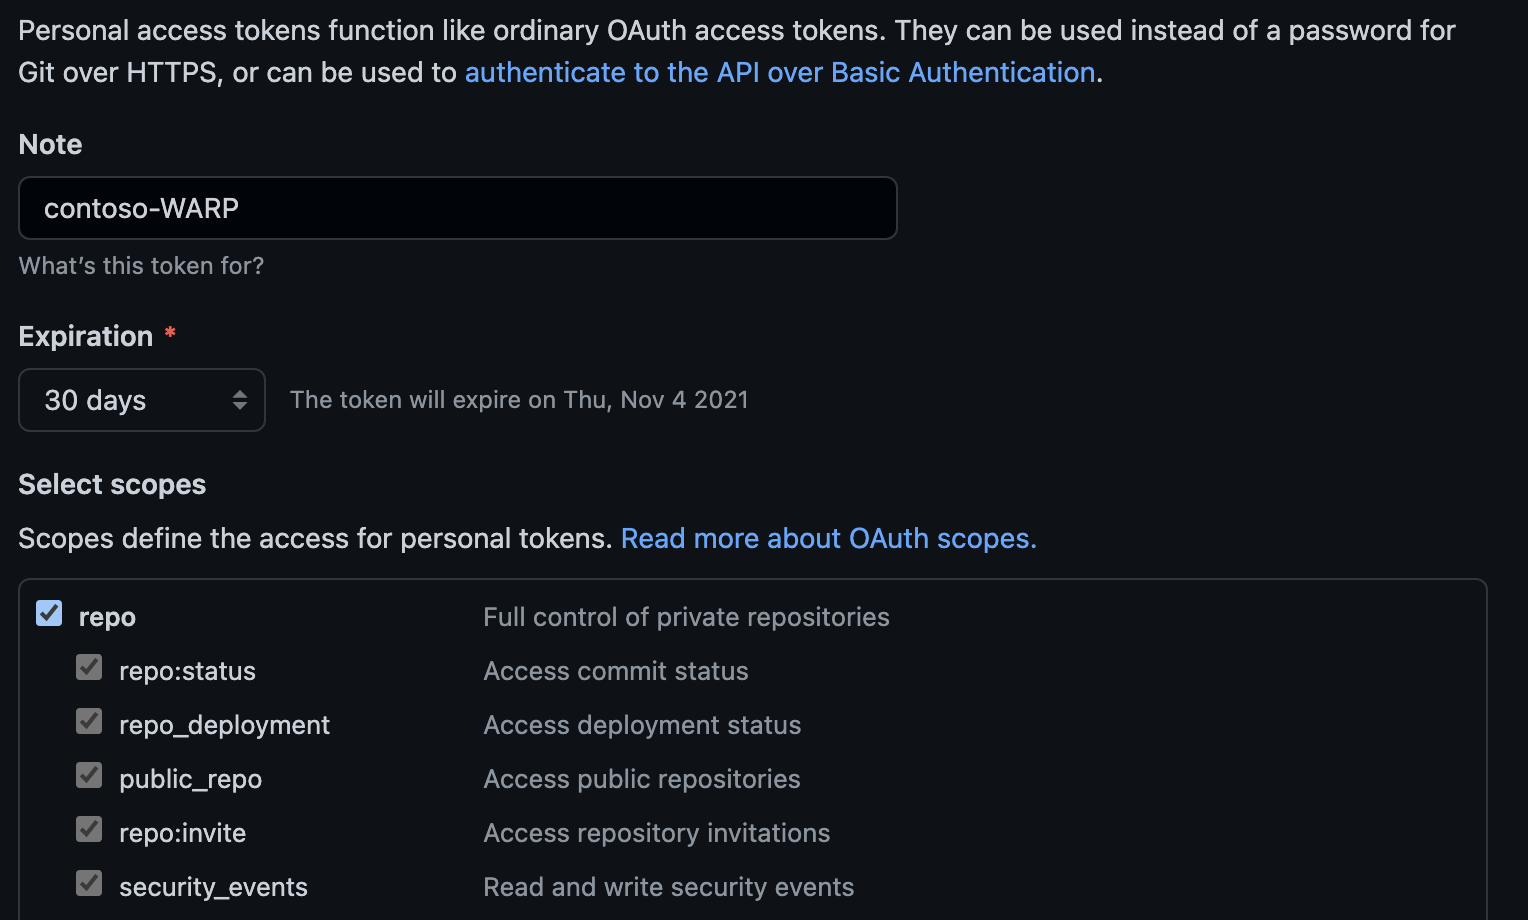 Personal access tokens function like ordinary OAuth access tokens. They can be used instead of a password for
Git over HTTPS, or can be used to authenticate to the API over Basic Authentication.
Note
contoso-WARP
What's this token for?
Expiration *
30 days The token will expire on Thu, Nov 4 2021
Select scopes
Scopes define the access for personal tokens. Read more about OAuth scopes.
repo Full control of private repositories
repo:status Access commit status
repo_deployment Access deployment status
public_repo Access public repositories
repo:invite Access repository invitations
security_events Read and write security events